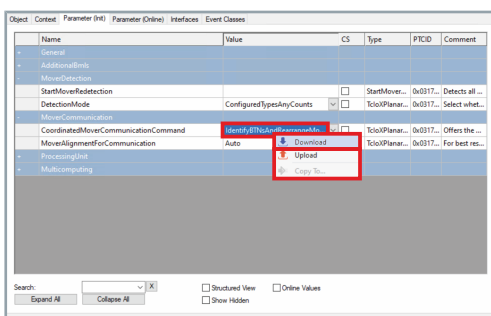 Object Context Parameter (Init) Parameter (Online) Interfaces Event Classes
Name Value CS Type PTCID Comment
+ General
+ AdditionalBmls
- MoverDetection
StartMoverRedetection StartMover... 0x0317... Detects all ...
DetectionMode ConfiguredTypesAnyCounts TcIoXPlanar... 0x0317... Select whet...
- MoverCommunication
CoordinatedMoverCommunicationCommand IdentifyBTNsAndRearrangeMo... TcIoXPlanar... 0x0317... Offers the ...
MoverAlignmentForCommunication Auto TcIoXPlanar... 0x0317... For best res...
Download
Upload
Copy To...
+ ProcessingUnit
+ Multicomputing
Search: X Structured View Online Values
Expand All Collapse All Show Hidden